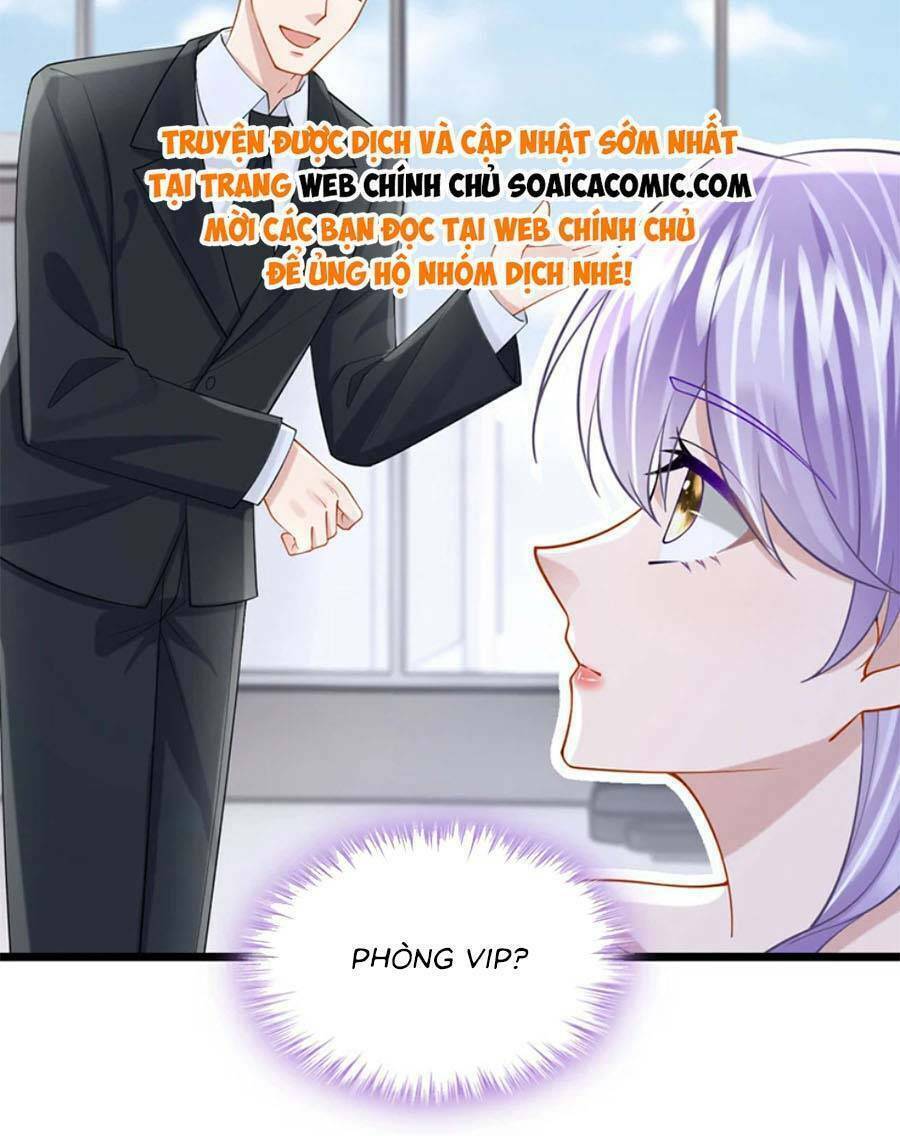 TRUYỆN ĐƯỢC DỊCH VÀ CẬP NHẬT SỚM NHẤT
TẠI TRANG WEB CHÍNH CHỦ SOAICACOMIC.COM
MỜI CÁC BẠN ĐỌC TẠI WEB CHÍNH CHỦ
ĐỂ ỦNG HỘ NHÓM DỊCH NHÉ!
PHÒNG VIP?